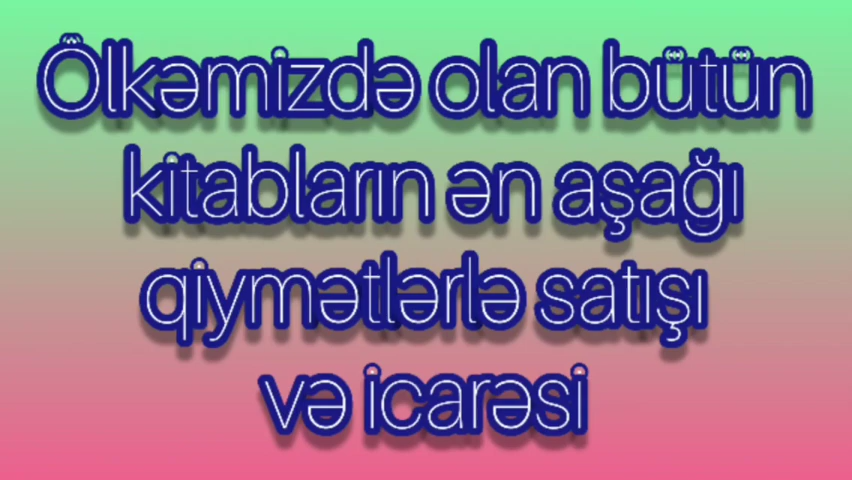 Ölkəmizdə olan bütün
kitabların ən aşağı
qiymətlərlə satışı
və icarəsi